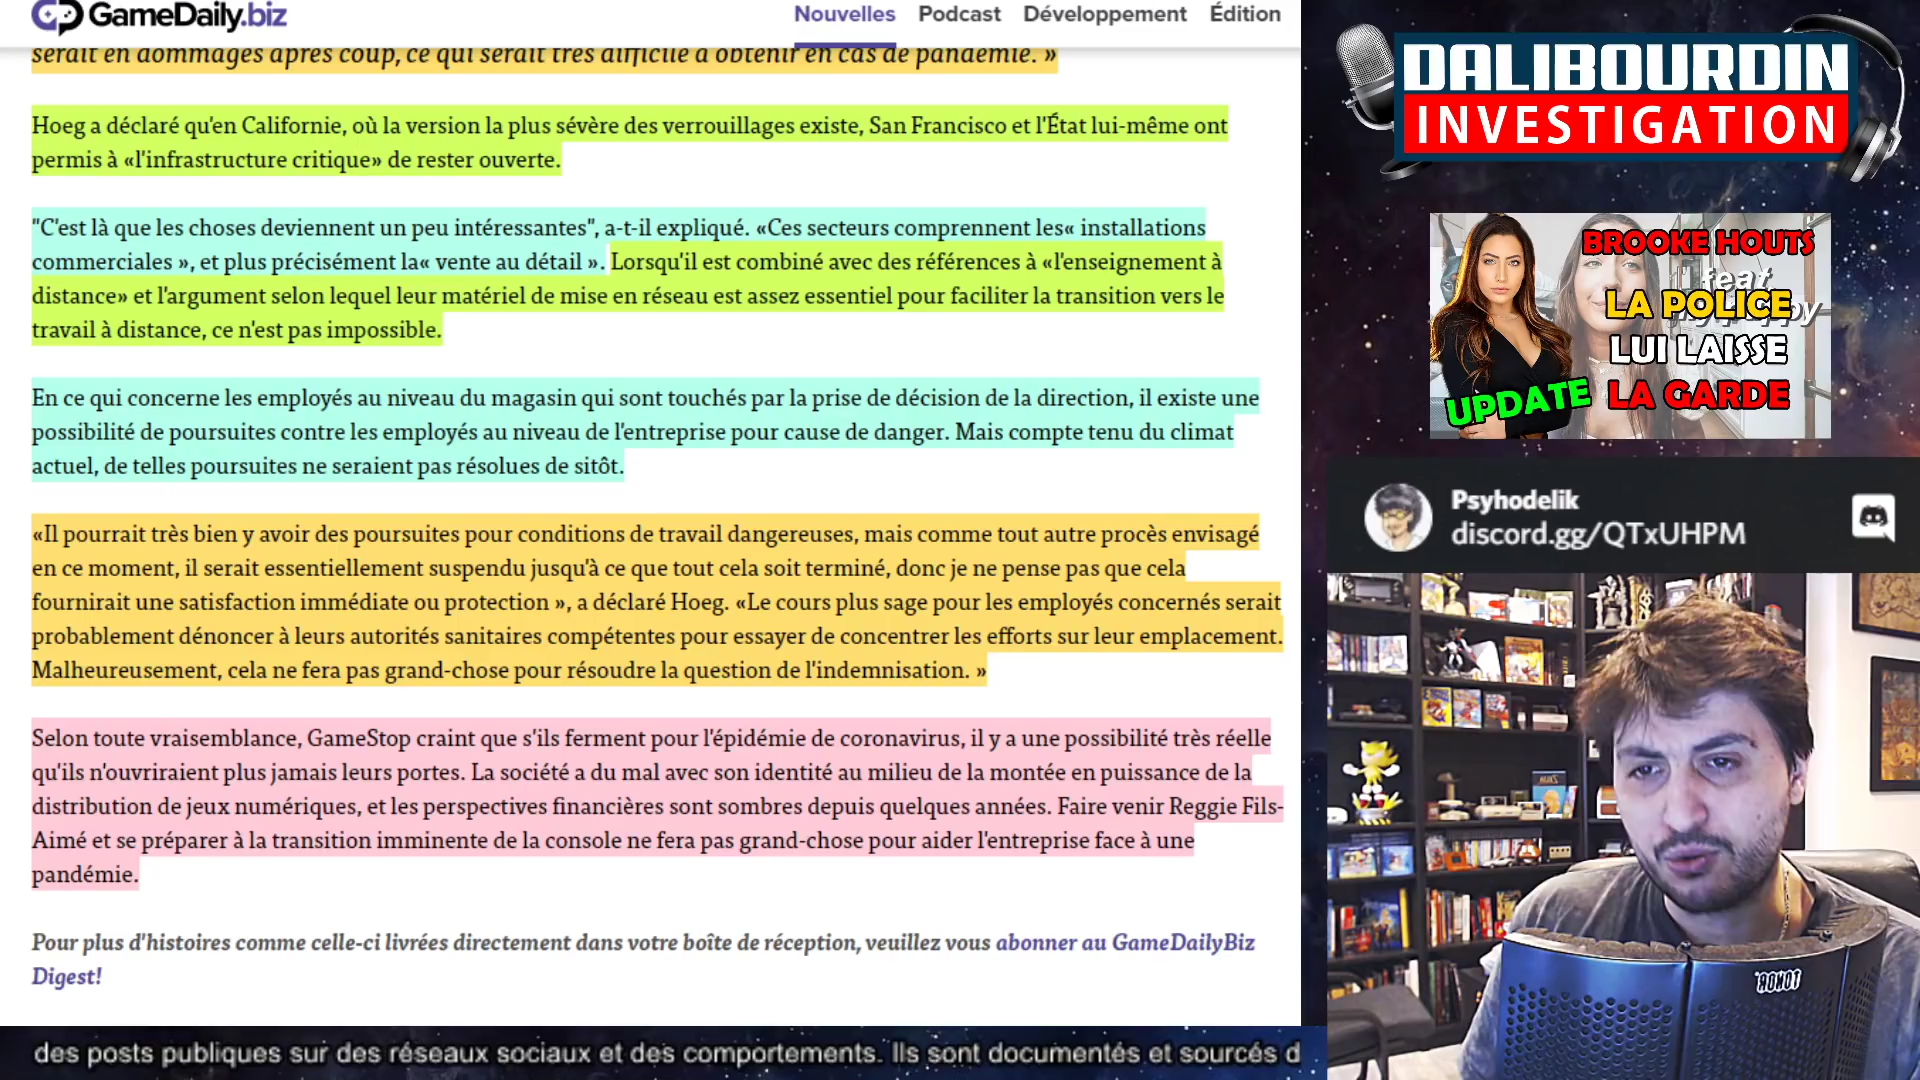 GameDaily.biz
Nouvelles Podcast Développement Édition
serait en dommages après coup, ce qui serait très difficile à obtenir en cas de pandémie. »
Hoeg a déclaré qu'en Californie, où la version la plus sévère des verrouillages existe, San Francisco et l'État lui-même ont
permis à «l'infrastructure critique» de rester ouverte.
"C'est là que les choses deviennent un peu intéressantes", a-t-il expliqué. «Ces secteurs comprennent les« installations
commerciales », et plus précisément la« vente au détail ». Lorsqu'il est combiné avec des références à «l'enseignement à
distance» et l'argument selon lequel leur matériel de mise en réseau est assez essentiel pour faciliter la transition vers le
travail à distance, ce n'est pas impossible.
En ce qui concerne les employés au niveau du magasin qui sont touchés par la prise de décision de la direction, il existe une
possibilité de poursuites contre les employés au niveau de l'entreprise pour cause de danger. Mais compte tenu du climat
actuel, de telles poursuites ne seraient pas résolues de sitôt.
«Il pourrait très bien y avoir des poursuites pour conditions de travail dangereuses, mais comme tout autre procès envisagé
en ce moment, il serait essentiellement suspendu jusqu'à ce que tout cela soit terminé, donc je ne pense pas que cela
fournirait une satisfaction immédiate ou protection », a déclaré Hoeg. «Le cours plus sage pour les employés concernés serait
probablement dénoncer à leurs autorités sanitaires compétentes pour essayer de concentrer les efforts sur leur emplacement.
Malheureusement, cela ne fera pas grand-chose pour résoudre la question de l'indemnisation. »
Selon toute vraisemblance, GameStop craint que s'ils ferment pour l'épidémie de coronavirus, il y a une possibilité très réelle
qu'ils n'ouvriraient plus jamais leurs portes. La société a du mal avec son identité au milieu de la montée en puissance de la
distribution de jeux numériques, et les perspectives financières sont sombres depuis quelques années. Faire venir Reggie Fils-
Aimé et se préparer à la transition imminente de la console ne fera pas grand-chose pour aider l'entreprise face à une
pandémie.
Pour plus d'histoires comme celle-ci livrées directement dans votre boîte de réception, veuillez vous abonner au GameDailyBiz
Digest!
des posts publiques sur des réseaux sociaux et des comportements. Ils sont documentés et sourcés d
DALIBOURDIN
INVESTIGATION
BROOKE HOUTS
feat
LA POLICE
LUI LAISSE
UPDATE LA GARDE
Psyhodelik
discord.gg/QTxUHPM